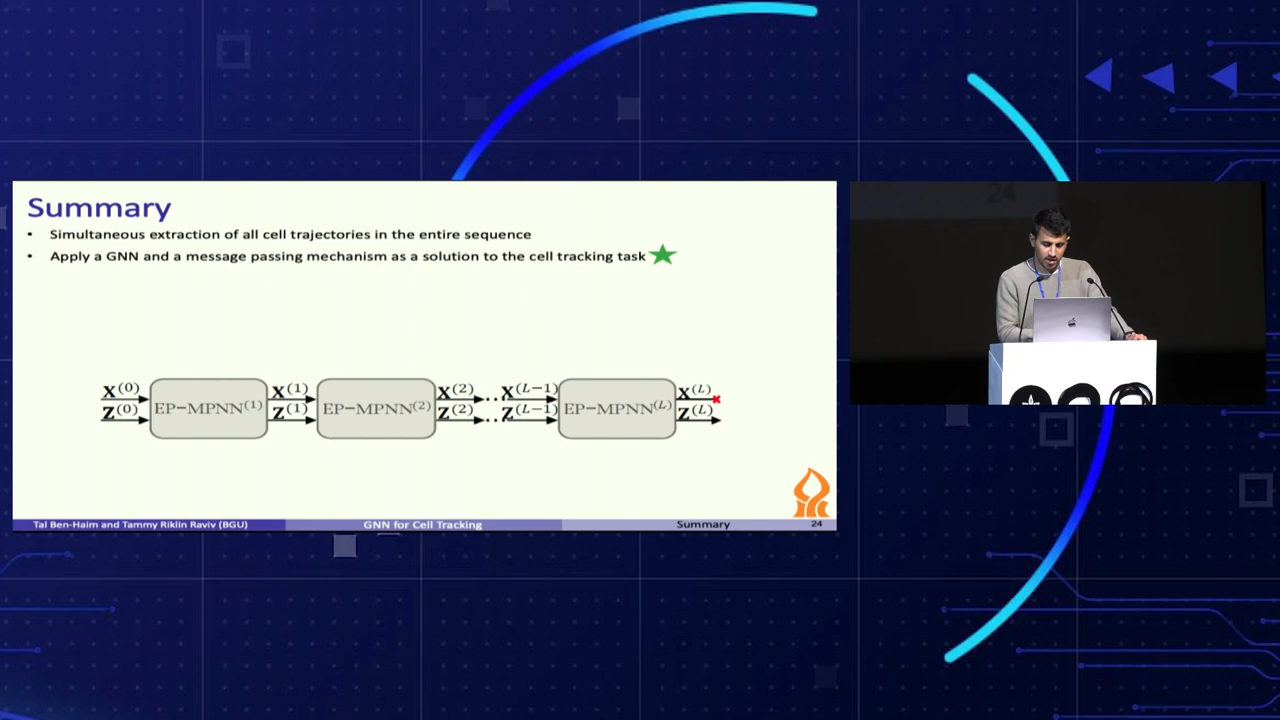 Summary
• Simultaneous extraction of all cell trajectories in the entire sequence
• Apply a GNN and a message passing mechanism as a solution to the cell tracking task
X^(0) X^(1) X^(2) X^(L−1) X^(L)
EP−MPNN^(1) EP−MPNN^(2) ·· EP−MPNN^(L)
Z^(0) Z^(1) Z^(2) Z^(L−1) Z^(L)
Tal Ben-Haim and Tammy Riklin Raviv (BGU) GNN for Cell Tracking Summary 24
24